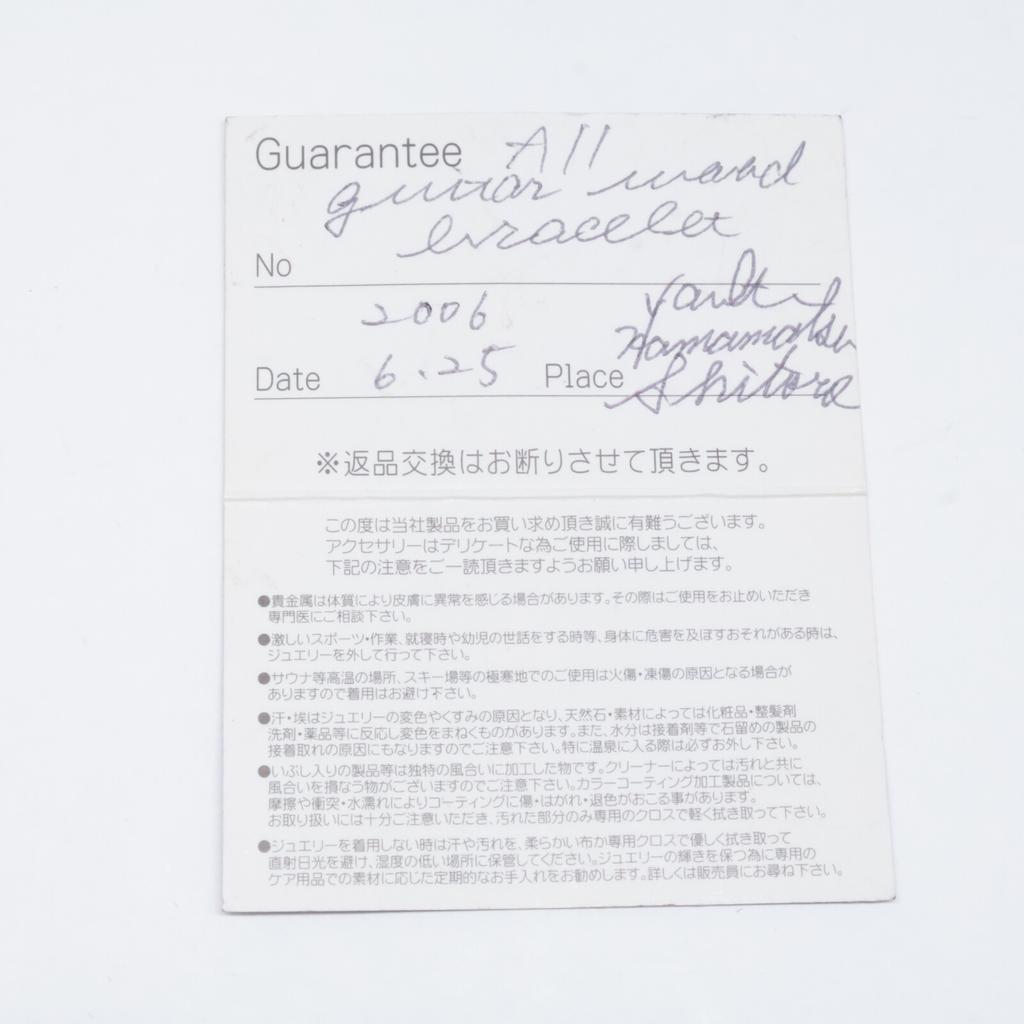 Guarantee All
guitar
bracelet
No
2006
Date 6.25 Place
Hamamatsu
Shitoro
※返品交換はお断りさせて頂きます。
この度は当社製品をお買い求め頂き誠に有難うございます。
アクセサリーはデリケートな為ご使用に際しましては、
下記の注意をご一読頂きますようお願い申し上げます。
●貴金属は体質により皮膚に異常を感じる場合があります。その際はご使用をお止めいただき
専門医にご相談下さい。
●激しいスポーツ・作業、就寝時や幼児の世話をする時等、身体に危害を及ぼすおそれがある時は、
ジュエリーを外して行って下さい。
●サウナ等高温の場所、スキー場等の極寒地でのご使用は火傷・凍傷の原因となる場合が
ありますので着用はお避け下さい。
●汗・埃はジュエリーの変色やくすみの原因となり、天然石・素材によっては化粧品・整髪剤
洗剤・薬品等に反応し変色をまねくものがあります。また、水分は接着剤等で石留めの製品の
接着取れの原因にもなりますのでご注意下さい。特に温泉に入る際は必ずお外し下さい。
●いぶし入りの製品等は独特の風合いに加工した物です。クリーナーによっては汚れと共に
風合いを損なう物がございますのでご注意下さい。カラーコーティング加工製品については、
摩擦や衝突・水濡れによりコーティングに傷・はがれ・退色がおこる事があります。
お取り扱いには十分ご注意いただき、汚れた部分のみ専用のクロスで軽く拭き取って下さい。
●ジュエリーを着用しない時は汗や汚れを、柔らかい布か専用クロスで優しく拭き取って
直射日光を避け、湿度の低い場所に保管してください。ジュエリーの輝きを保つ為に専用の
ケア用品での素材に応じた定期的なお手入れをお勧めします。詳しくは販売員にお尋ね下さい。